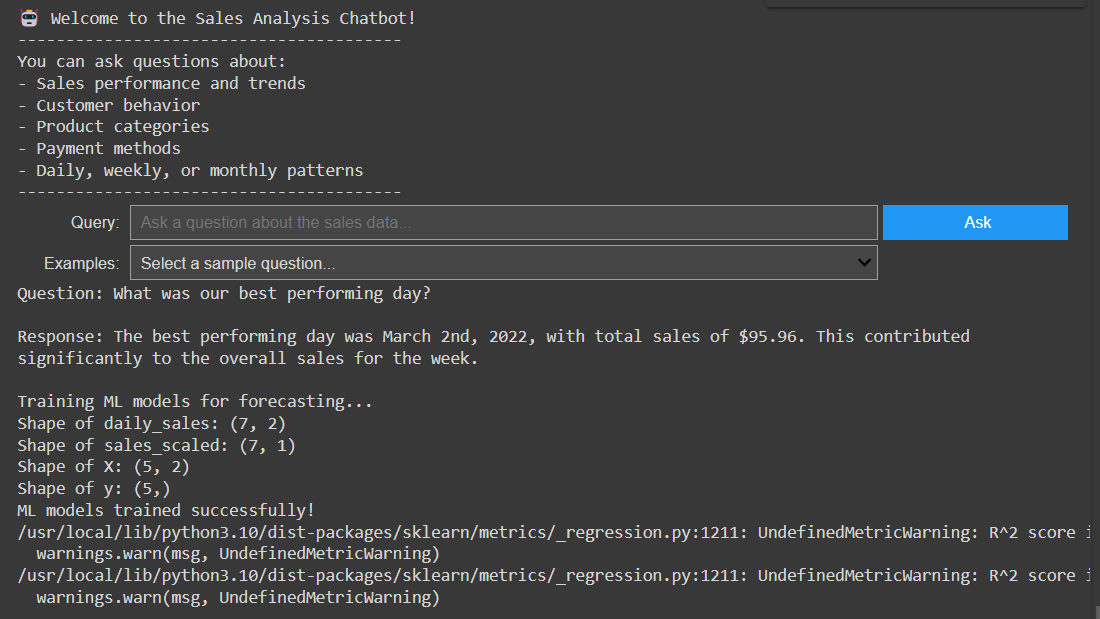 🤖 Welcome to the Sales Analysis Chatbot!
----------------------------------------
You can ask questions about:
- Sales performance and trends
- Customer behavior
- Product categories
- Payment methods
- Daily, weekly, or monthly patterns
----------------------------------------
Query: Ask a question about the sales data... Ask
Examples: Select a sample question...
Question: What was our best performing day?
Response: The best performing day was March 2nd, 2022, with total sales of $95.96. This contributed
significantly to the overall sales for the week.
Training ML models for forecasting...
Shape of daily_sales: (7, 2)
Shape of sales_scaled: (7, 1)
Shape of X: (5, 2)
Shape of y: (5,)
ML models trained successfully!
/usr/local/lib/python3.10/dist-packages/sklearn/metrics/_regression.py:1211: UndefinedMetricWarning: R^2 score
warnings.warn(msg, UndefinedMetricWarning)
/usr/local/lib/python3.10/dist-packages/sklearn/metrics/_regression.py:1211: UndefinedMetricWarning: R^2 score
warnings.warn(msg, UndefinedMetricWarning)